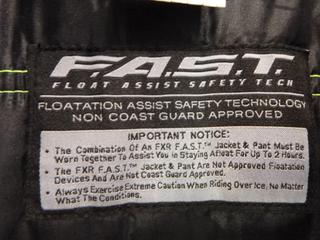 F.A.S.T.
FLOAT ASSIST SAFETY TECH
FLOATATION ASSIST SAFETY TECHNOLOGY
NON COAST GUARD APPROVED
IMPORTANT NOTICE:
• The Combination Of An FXR F.A.S.T.™ Jacket & Pant Must Be
Worn Together To Assist You in Staying Afloat For Up To 2 Hours.
• The FXR F.A.S.T.™ Jacket & Pant Are Not Approved Floatation
Devices And Are Not Coast Guard Approved.
• Always Exercise Extreme Caution When Riding Over Ice, No Matter
What The Conditions.